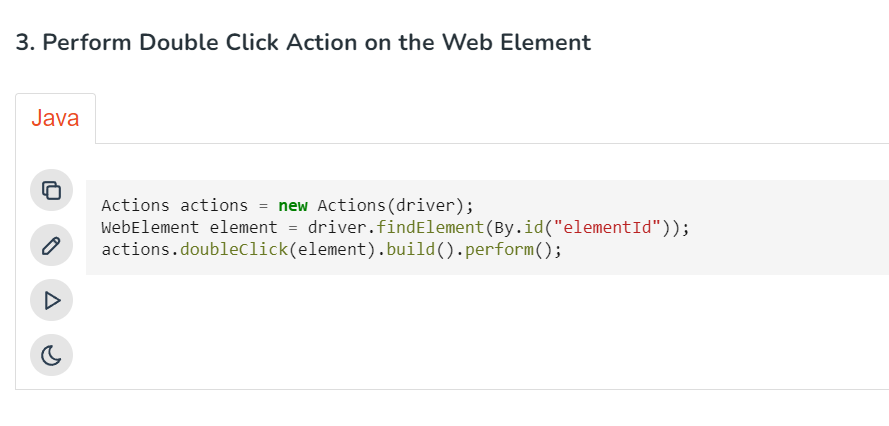 3. Perform Double Click Action on the Web Element
Java
Actions actions = new Actions(driver);
WebElement element = driver.findElement(By.id("elementId"));
actions.doubleClick(element).build().perform();